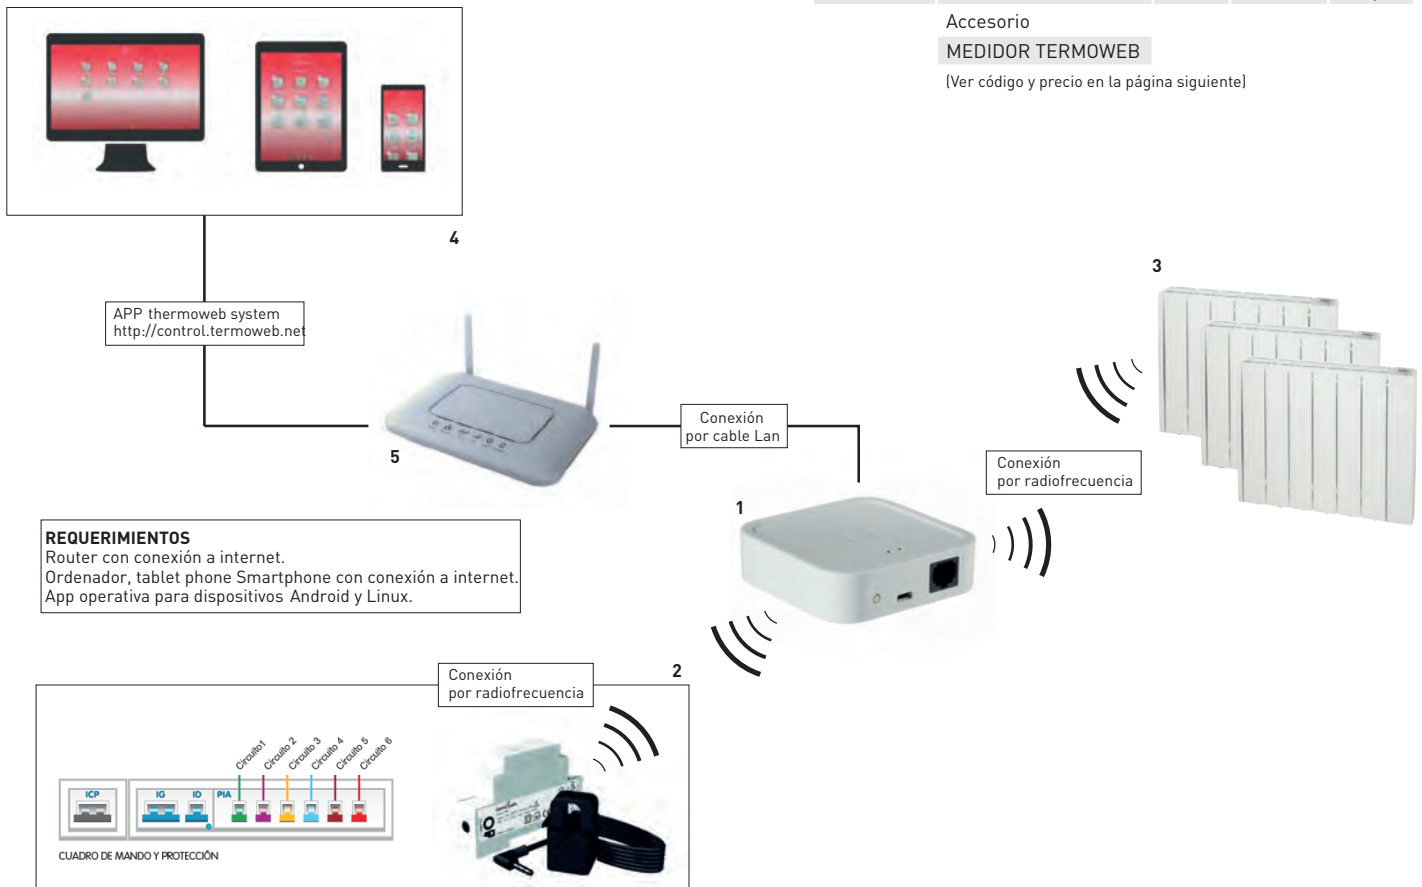 Accesorio
MEDIDOR TERMOWEB
(Ver código y precio en la página siguiente)
4
3
APP thermoweb system
http://control.termoweb.net
Conexión
por cable Lan
5
Conexión
por radiofrecuencia
1
REQUERIMIENTOS
Router con conexión a internet.
Ordenador, tablet phone Smartphone con conexión a internet.
App operativa para dispositivos Android y Linux.
2
Conexión
por radiofrecuencia
Circuito1
Circuito 2
Circuito 3
Circuito 4
Circuito 5
Circuito 6
ICP
IG
ID
PIA
CUADRO DE MANDO Y PROTECCIÓN